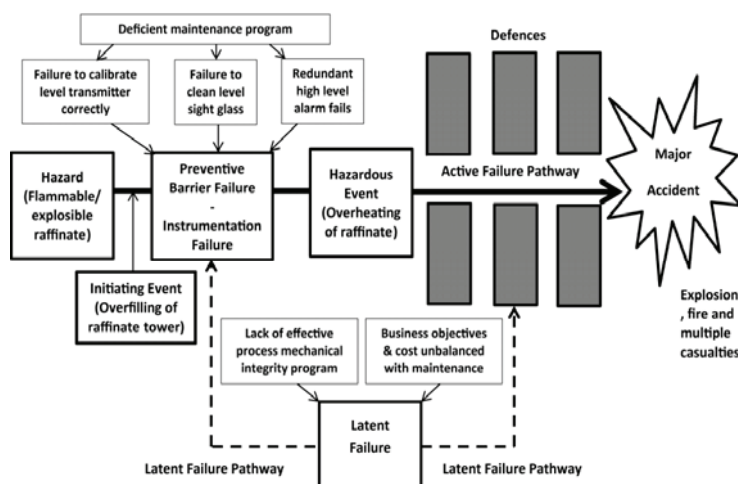 Deficient maintenance program
Defences
Failure to calibrate
level transmitter
correctly
Failure to
clean level
sight glass
Redundant
high level
alarm fails
Hazard
(Flammable/
explosible
raffinate)
Preventive
Barrier Failure
-
Instrumentation
Failure
Hazardous
Event
(Overheating
of raffinate)
Active Failure Pathway
Major
Accident
Initiating Event
(Overfilling of
raffinate tower)
Explosion
, fire and
multiple
casualties
Lack of effective
process mechanical
integrity program
Business objectives
& cost unbalanced
with maintenance
Latent
Failure
Latent Failure Pathway
Latent Failure Pathway